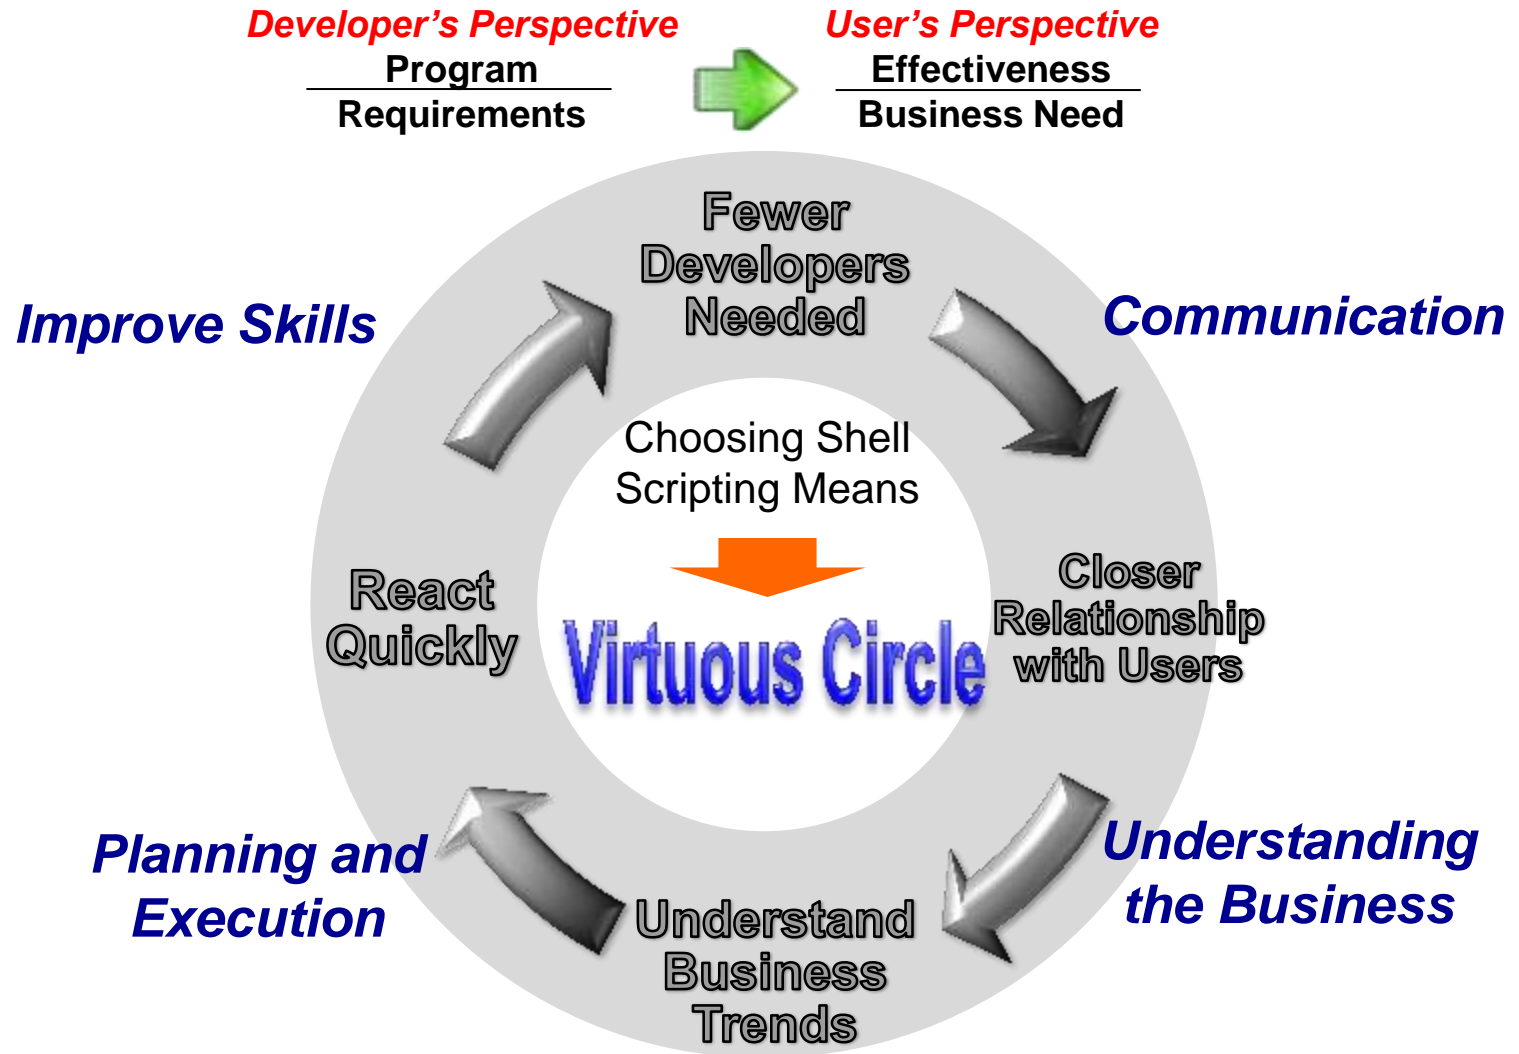 Developer's Perspective
Program
Requirements
User's Perspective
Effectiveness
Business Need
Fewer
Developers
Needed
Improve Skills
Communication
Choosing Shell
Scripting Means
Virtuous Circle
React
Quickly
Closer
Relationship
with Users
Planning and
Execution
Understanding
the Business
Understand
Business
Trends